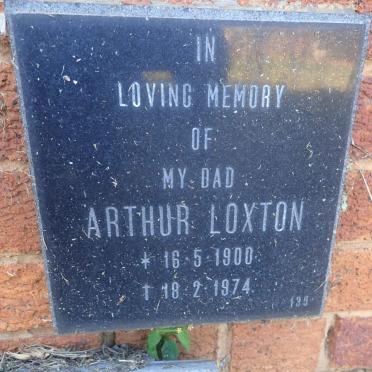 IN
LOVING MEMORY
OF
MY DAD
ARTHUR LOXTON
* 16·5·1900
† 18·2·1974
139